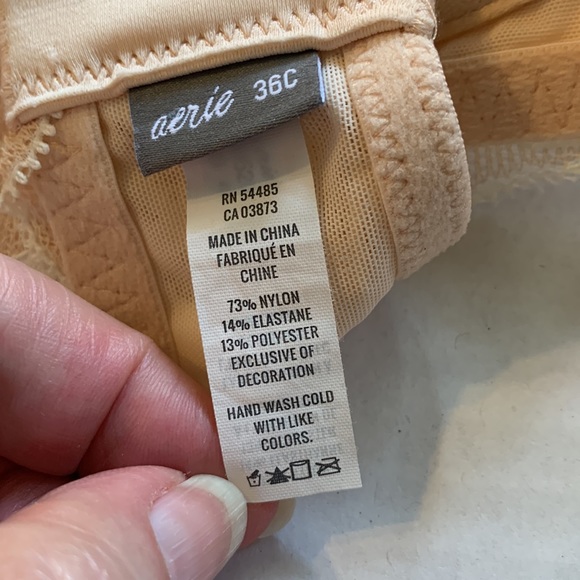 aerie 36C
RN 54485
CA 03873
MADE IN CHINA
FABRIQUÉ EN
CHINE
73% NYLON
14% ELASTANE
13% POLYESTER
EXCLUSIVE OF
DECORATION
HAND WASH COLD
WITH LIKE
COLORS.